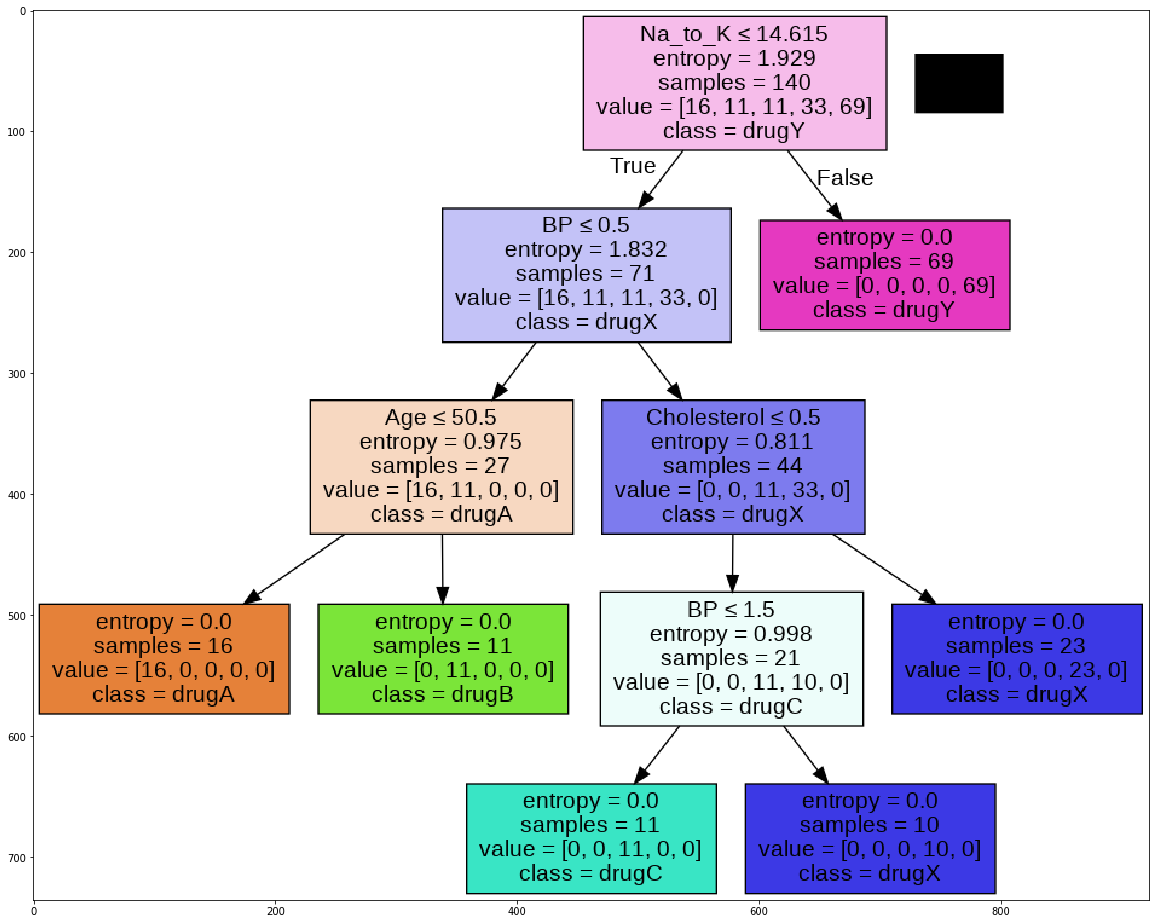 0
100
200
300
400
500
600
700
0
200
400
600
800
Na_to_K ≤ 14.615
entropy = 1.929
samples = 140
value = [16, 11, 11, 33, 69]
class = drugY
True
False
BP ≤ 0.5
entropy = 1.832
samples = 71
value = [16, 11, 11, 33, 0]
class = drugX
entropy = 0.0
samples = 69
value = [0, 0, 0, 0, 69]
class = drugY
Age ≤ 50.5
entropy = 0.975
samples = 27
value = [16, 11, 0, 0, 0]
class = drugA
Cholesterol ≤ 0.5
entropy = 0.811
samples = 44
value = [0, 0, 11, 33, 0]
class = drugX
entropy = 0.0
samples = 16
value = [16, 0, 0, 0, 0]
class = drugA
entropy = 0.0
samples = 11
value = [0, 11, 0, 0, 0]
class = drugB
BP ≤ 1.5
entropy = 0.998
samples = 21
value = [0, 0, 11, 10, 0]
class = drugC
entropy = 0.0
samples = 23
value = [0, 0, 0, 23, 0]
class = drugX
entropy = 0.0
samples = 11
value = [0, 0, 11, 0, 0]
class = drugC
entropy = 0.0
samples = 10
value = [0, 0, 0, 10, 0]
class = drugX